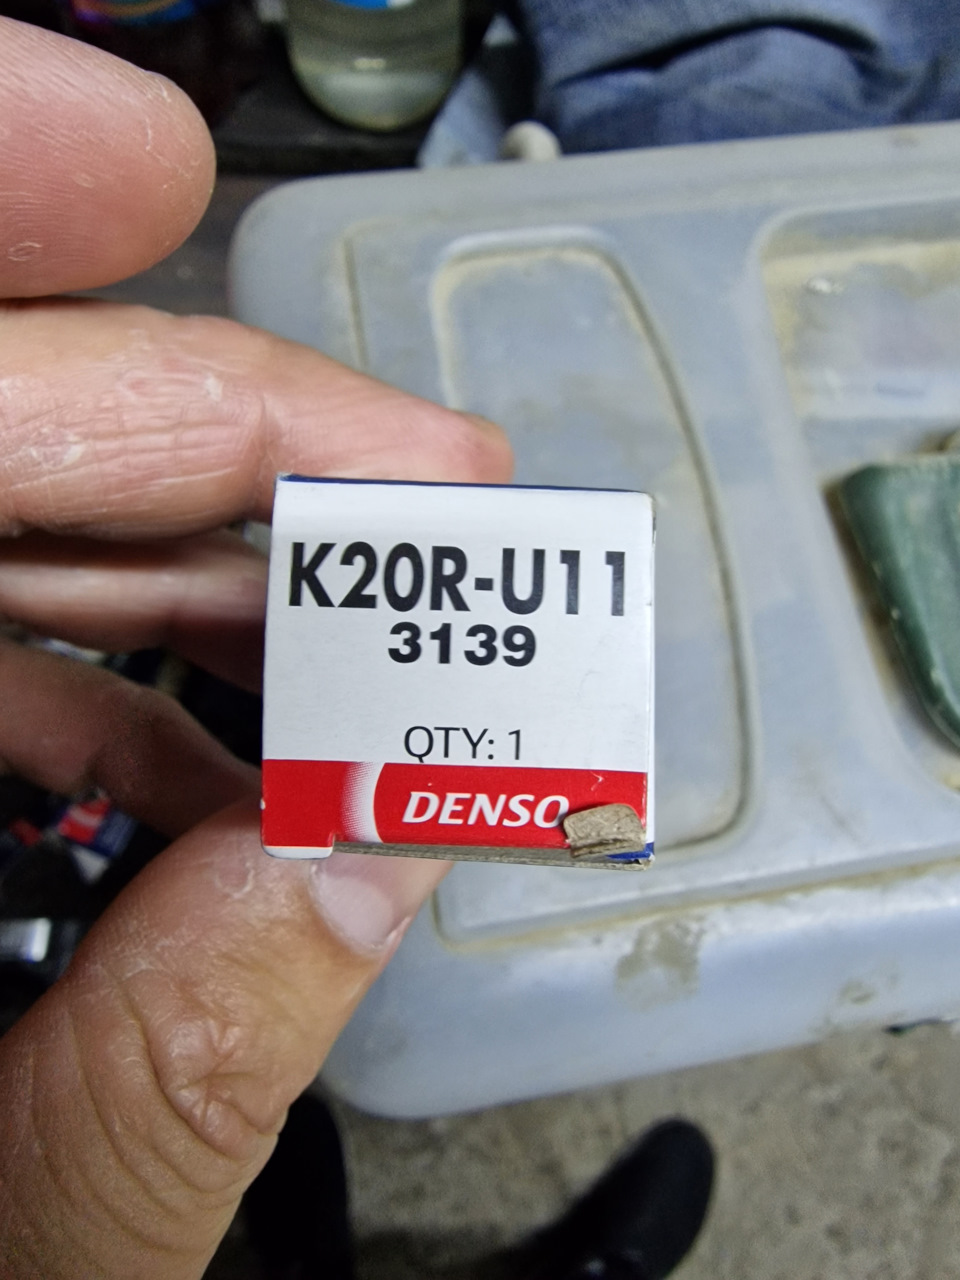 K20R-U11
3139
QTY: 1
DENSO